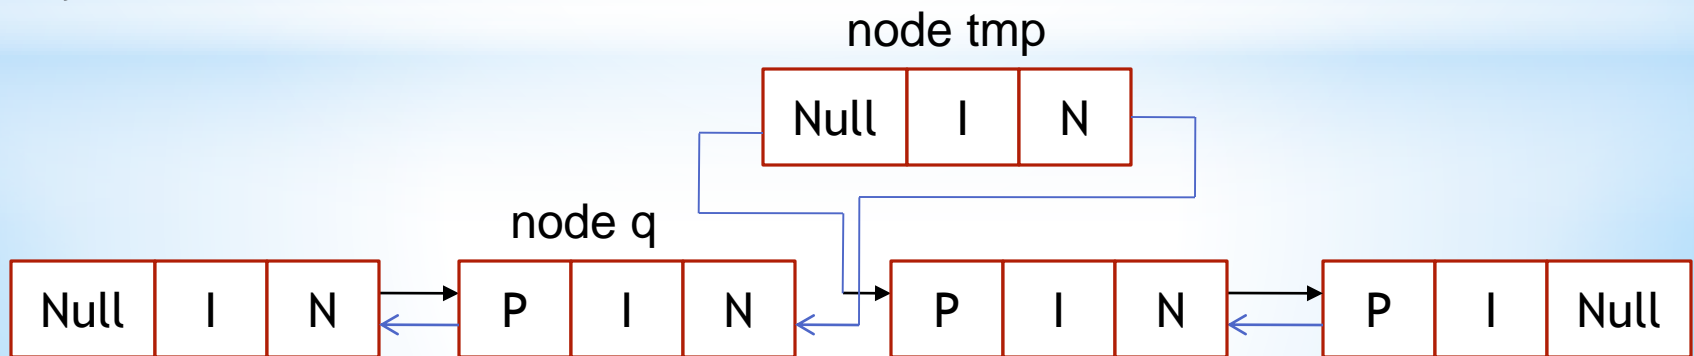 node tmp
Null I N
node q
Null I N P I N P I N P I Null